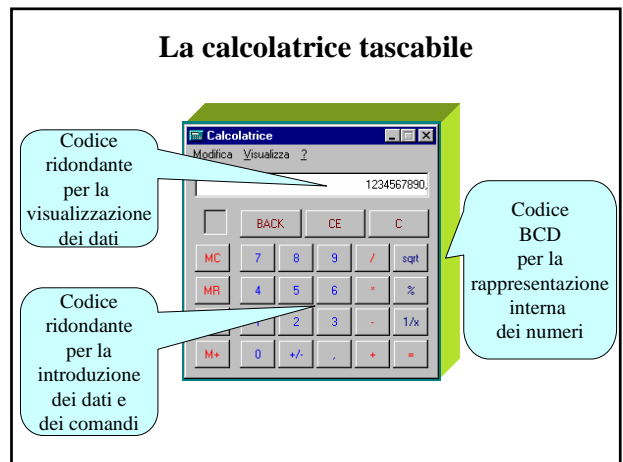 La calcolatrice tascabile
Codice
ridondante
per la
visualizzazione
dei dati
Calcolatrice
Modifica Visualizza ?
1234567890,
BACK CE C
MC 7 8 9 / sqrt
MR 4 5 6 * %
1 2 3 - 1/x
M+ 0 +/- , + =
Codice
ridondante
per la
introduzione
dei dati e
dei comandi
Codice
BCD
per la
rappresentazione
interna
dei numeri